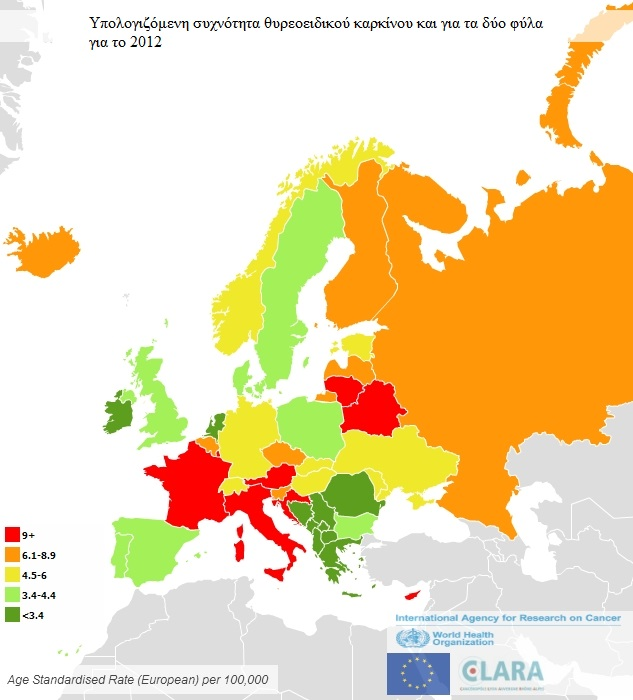 Υπολογιζόμενη συχνότητα θυρεοειδικού καρκίνου και για τα δύο φύλα
για το 2012
9+
6.1-8.9
4.5-6
3.4-4.4
<3.4
International Agency for Research on Cancer
World Health
Organization
CLARA
Age Standardised Rate (European) per 100,000